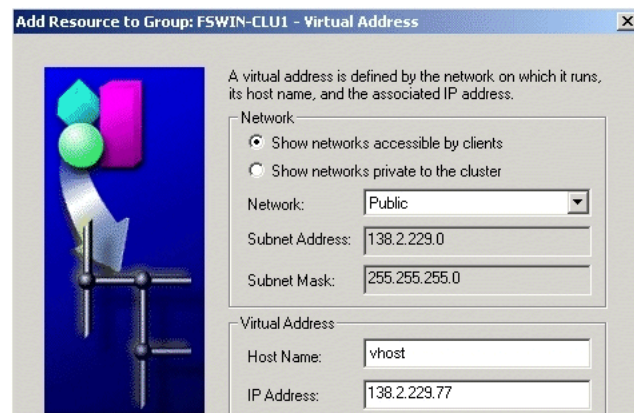 Add Resource to Group: FSWIN-CLU1 - Virtual Address
A virtual address is defined by the network on which it runs,
its host name, and the associated IP address.
Network
Show networks accessible by clients
Show networks private to the cluster
Network: Public
Subnet Address: 138.2.229.0
Subnet Mask: 255.255.255.0
Virtual Address
Host Name: vhost
IP Address: 138.2.229.77